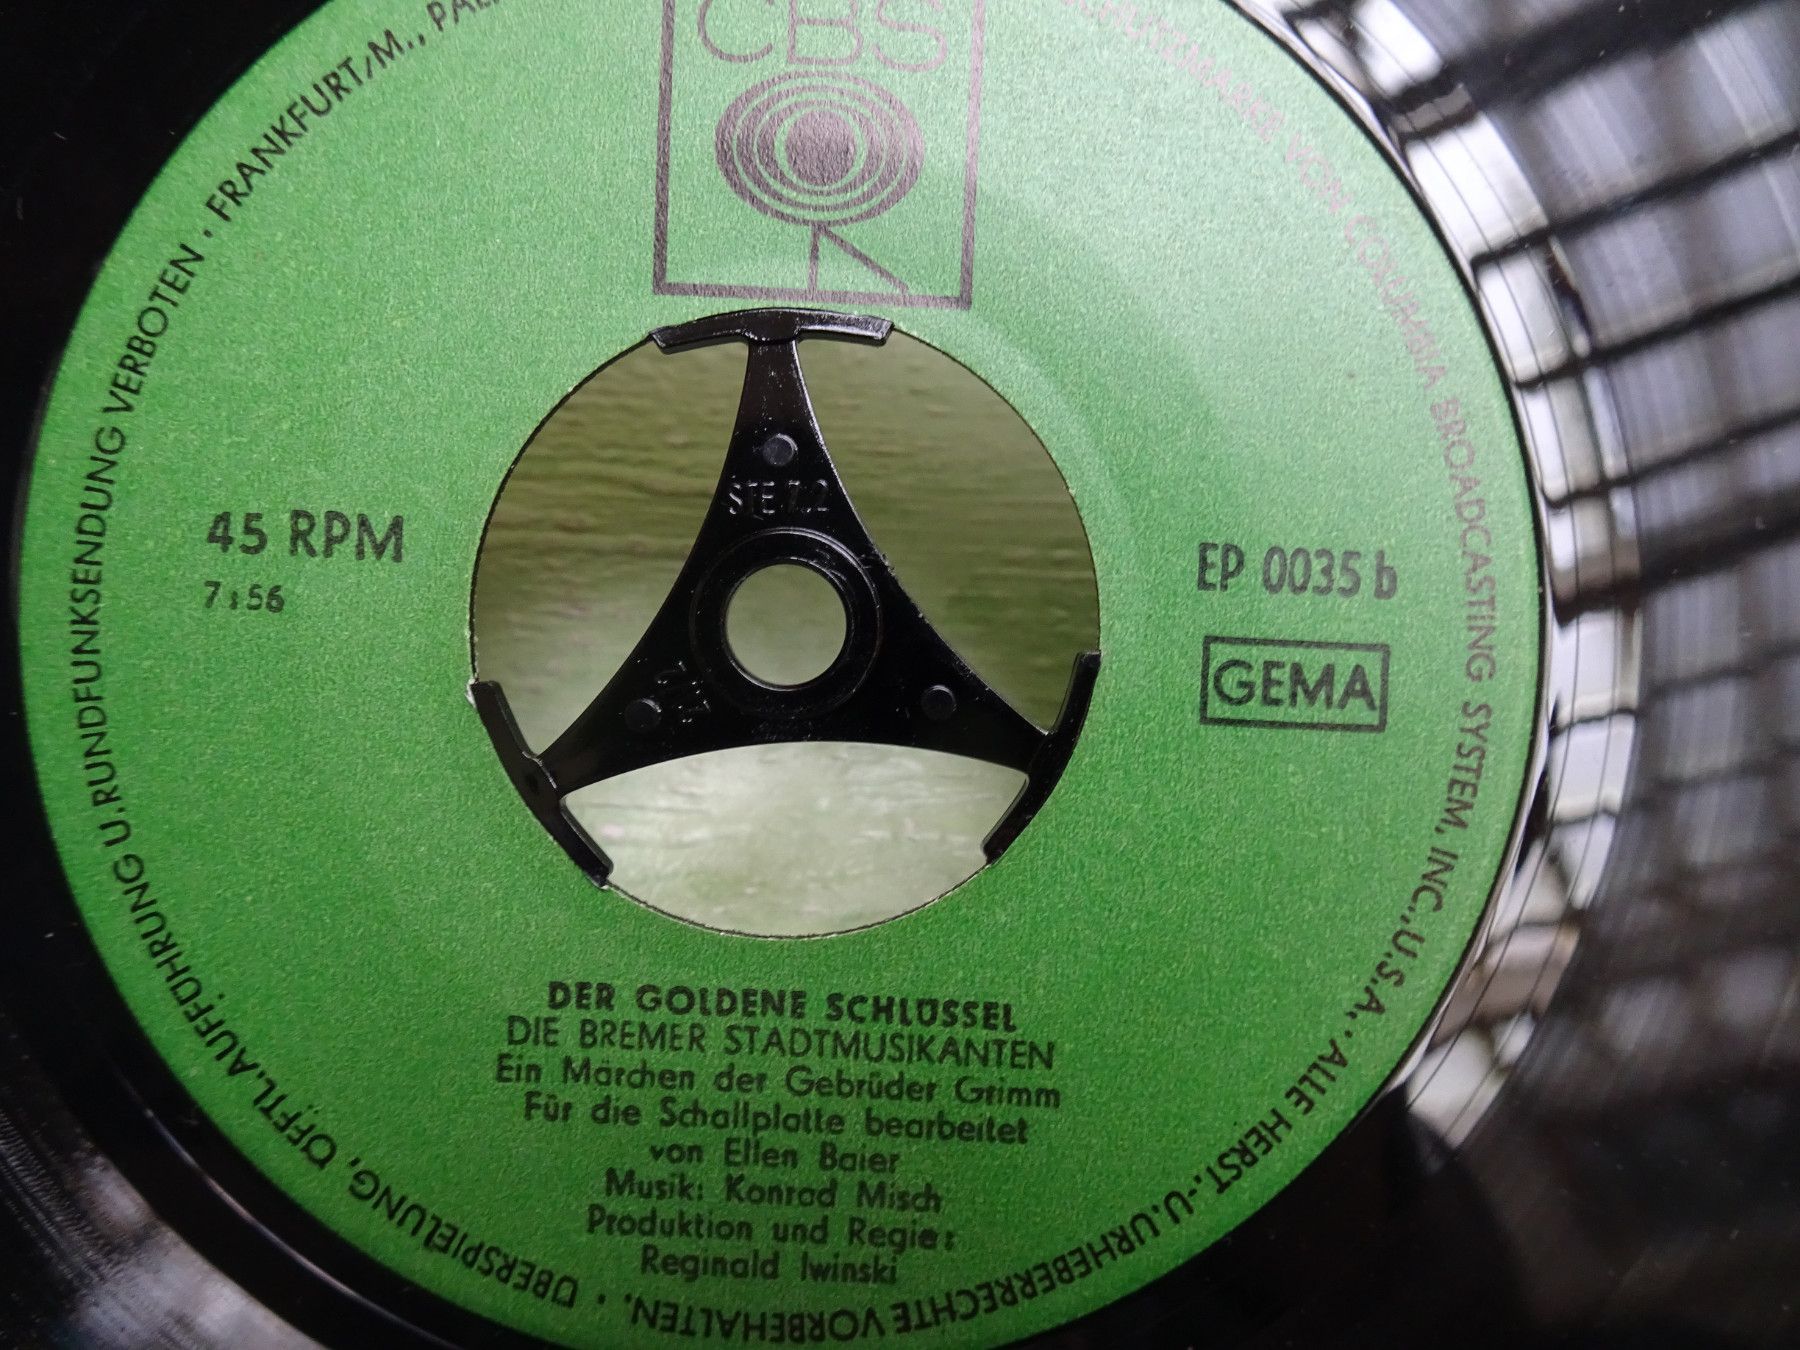 CBS
45 RPM
7:56
EP 0035 b
GEMA
STE T.2
DER GOLDENE SCHLÜSSEL
DIE BREMER STADTMUSIKANTEN
Ein Märchen der Gebrüder Grimm
Für die Schallplatte bearbeitet
von Ellen Baier
Musik: Konrad Misch
Produktion und Regie:
Reginald Iwinski
SCHUTZMARKE VON COLUMBIA BROADCASTING SYSTEM, INC., U.S.A. · ALLE HERST.-U.URHEBERRECHTE VORBEHALTEN. · ÜBERSPIELUNG, ÖFFTL.AUFFÜHRUNG U.RUNDFUNKSENDUNG VERBOTEN · FRANKFURT/M.,